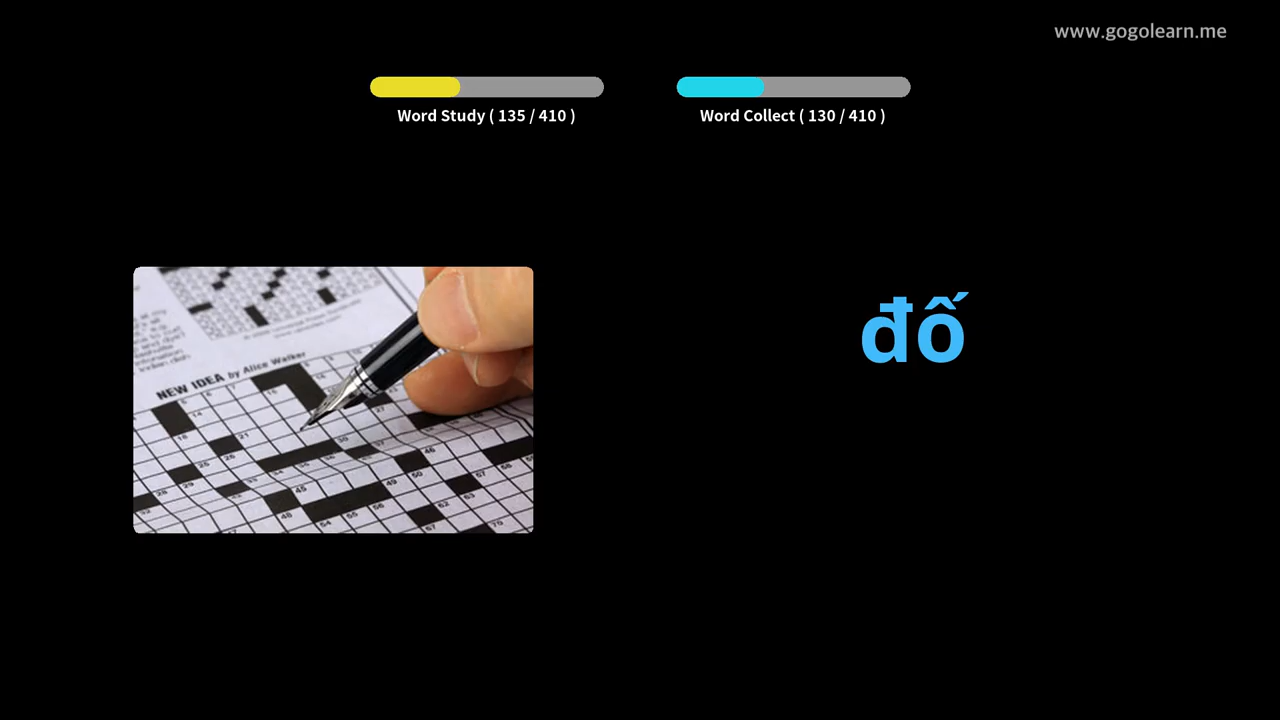 www.gogolearn.me
Word Study ( 135 / 410 )
Word Collect ( 130 / 410 )
đố
NEW IDEA by Alice Walker